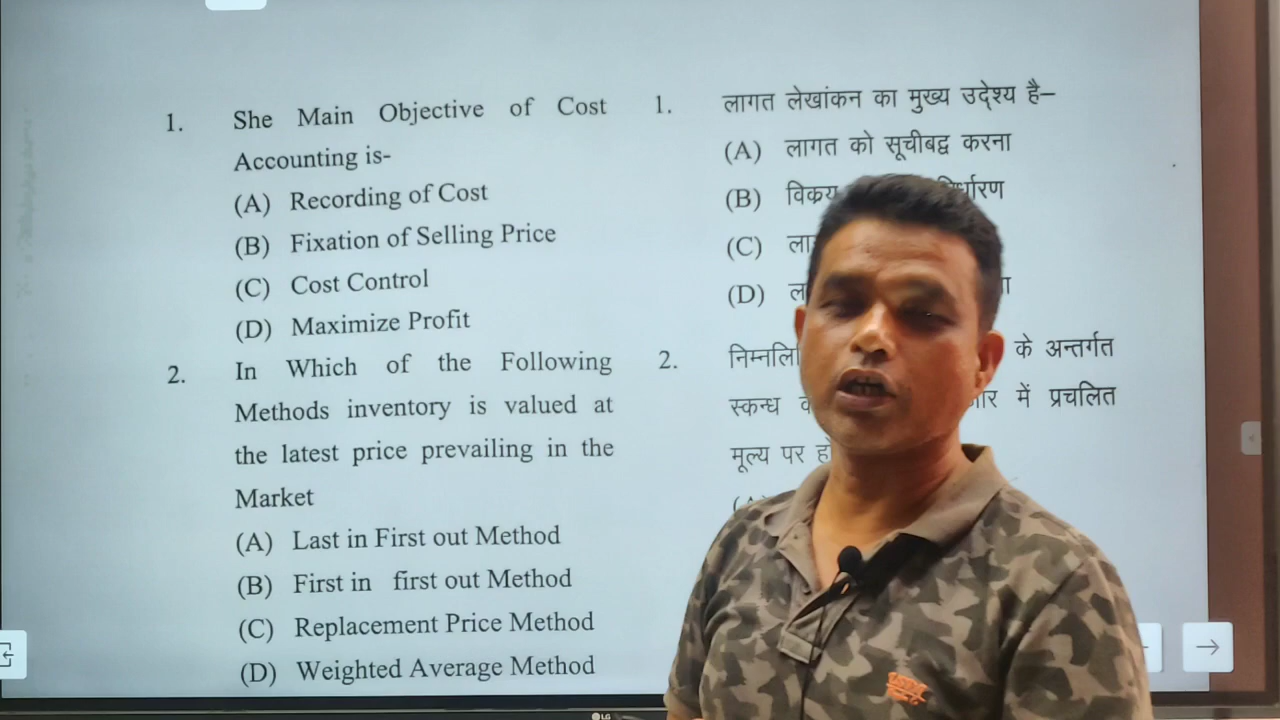 1. She Main Objective of Cost
Accounting is-
(A) Recording of Cost
(B) Fixation of Selling Price
(C) Cost Control
(D) Maximize Profit
2. In Which of the Following
Methods inventory is valued at
the latest price prevailing in the
Market
(A) Last in First out Method
(B) First in first out Method
(C) Replacement Price Method
(D) Weighted Average Method
1. लागत लेखांकन का मुख्य उद्देश्य है–
(A) लागत को सूचीबद्व करना
(B)
(C)
(D)
2. के अन्तर्गत
स्कन्ध में प्रचलित
मूल्य पर
LG